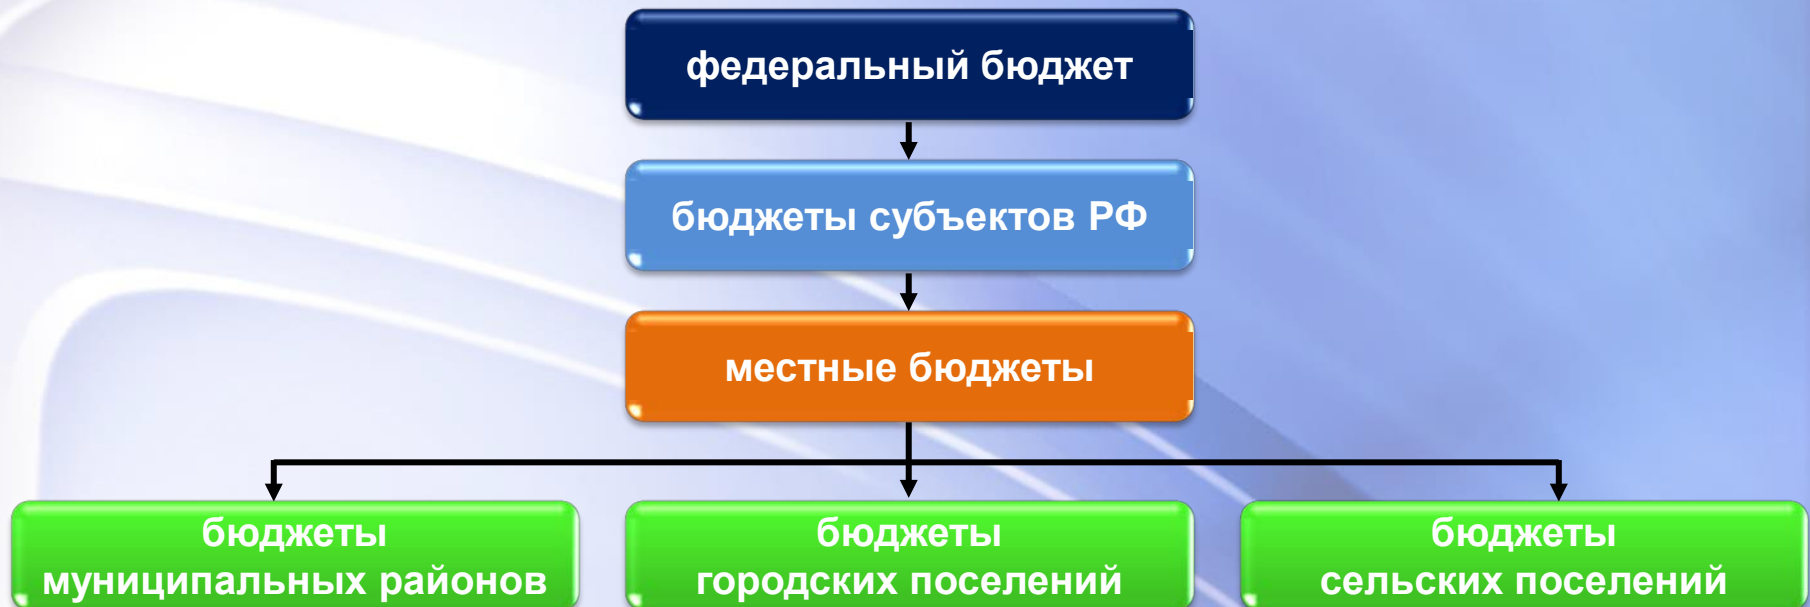 федеральный бюджет
бюджеты субъектов РФ
местные бюджеты
бюджеты
муниципальных районов
бюджеты
городских поселений
бюджеты
сельских поселений